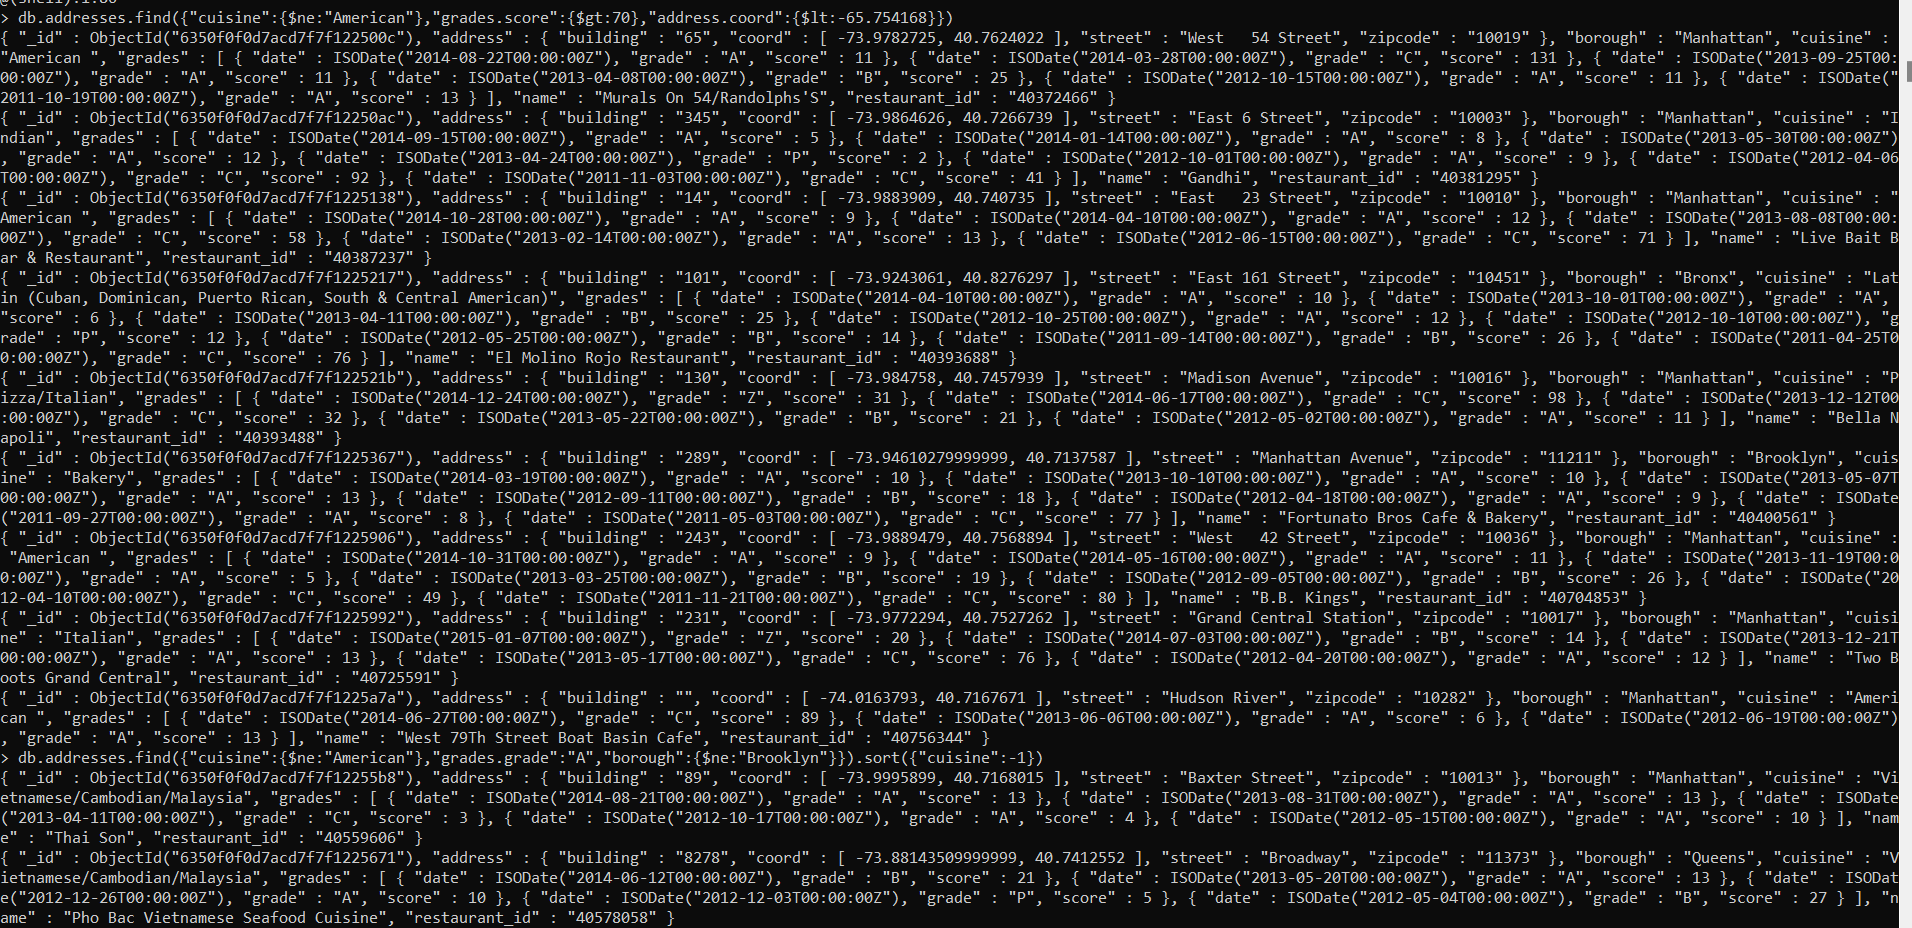 > db.addresses.find({"cuisine":{$ne:"American"},"grades.score":{$gt:70},"address.coord":{$lt:-65.754168}})
{ "_id" : ObjectId("6350f0f0d7acd7f7f122500c"), "address" : { "building" : "65", "coord" : [ -73.9782725, 40.7624022 ], "street" : "West   54 Street", "zipcode" : "10019" }, "borough" : "Manhattan", "cuisine" :
"American ", "grades" : [ { "date" : ISODate("2014-08-22T00:00:00Z"), "grade" : "A", "score" : 11 }, { "date" : ISODate("2014-03-28T00:00:00Z"), "grade" : "C", "score" : 131 }, { "date" : ISODate("2013-09-25T00:
00:00Z"), "grade" : "A", "score" : 11 }, { "date" : ISODate("2013-04-08T00:00:00Z"), "grade" : "B", "score" : 25 }, { "date" : ISODate("2012-10-15T00:00:00Z"), "grade" : "A", "score" : 11 }, { "date" : ISODate("
2011-10-19T00:00:00Z"), "grade" : "A", "score" : 13 } ], "name" : "Murals On 54/Randolphs'S", "restaurant_id" : "40372466" }
{ "_id" : ObjectId("6350f0f0d7acd7f7f12250ac"), "address" : { "building" : "345", "coord" : [ -73.9864626, 40.7266739 ], "street" : "East 6 Street", "zipcode" : "10003" }, "borough" : "Manhattan", "cuisine" : "I
ndian", "grades" : [ { "date" : ISODate("2014-09-15T00:00:00Z"), "grade" : "A", "score" : 5 }, { "date" : ISODate("2014-01-14T00:00:00Z"), "grade" : "A", "score" : 8 }, { "date" : ISODate("2013-05-30T00:00:00Z")
, "grade" : "A", "score" : 12 }, { "date" : ISODate("2013-04-24T00:00:00Z"), "grade" : "P", "score" : 2 }, { "date" : ISODate("2012-10-01T00:00:00Z"), "grade" : "A", "score" : 9 }, { "date" : ISODate("2012-04-06
T00:00:00Z"), "grade" : "C", "score" : 92 }, { "date" : ISODate("2011-11-03T00:00:00Z"), "grade" : "C", "score" : 41 } ], "name" : "Gandhi", "restaurant_id" : "40381295" }
{ "_id" : ObjectId("6350f0f0d7acd7f7f1225138"), "address" : { "building" : "14", "coord" : [ -73.9883909, 40.740735 ], "street" : "East   23 Street", "zipcode" : "10010" }, "borough" : "Manhattan", "cuisine" : "
American ", "grades" : [ { "date" : ISODate("2014-10-28T00:00:00Z"), "grade" : "A", "score" : 9 }, { "date" : ISODate("2014-04-10T00:00:00Z"), "grade" : "A", "score" : 12 }, { "date" : ISODate("2013-08-08T00:00:
00Z"), "grade" : "C", "score" : 58 }, { "date" : ISODate("2013-02-14T00:00:00Z"), "grade" : "A", "score" : 13 }, { "date" : ISODate("2012-06-15T00:00:00Z"), "grade" : "C", "score" : 71 } ], "name" : "Live Bait B
ar & Restaurant", "restaurant_id" : "40387237" }
{ "_id" : ObjectId("6350f0f0d7acd7f7f1225217"), "address" : { "building" : "101", "coord" : [ -73.9243061, 40.8276297 ], "street" : "East 161 Street", "zipcode" : "10451" }, "borough" : "Bronx", "cuisine" : "Lat
in (Cuban, Dominican, Puerto Rican, South & Central American)", "grades" : [ { "date" : ISODate("2014-04-10T00:00:00Z"), "grade" : "A", "score" : 10 }, { "date" : ISODate("2013-10-01T00:00:00Z"), "grade" : "A",
"score" : 6 }, { "date" : ISODate("2013-04-11T00:00:00Z"), "grade" : "B", "score" : 25 }, { "date" : ISODate("2012-10-25T00:00:00Z"), "grade" : "A", "score" : 12 }, { "date" : ISODate("2012-10-10T00:00:00Z"), "g
rade" : "P", "score" : 12 }, { "date" : ISODate("2012-05-25T00:00:00Z"), "grade" : "B", "score" : 14 }, { "date" : ISODate("2011-09-14T00:00:00Z"), "grade" : "B", "score" : 26 }, { "date" : ISODate("2011-04-25T0
0:00:00Z"), "grade" : "C", "score" : 76 } ], "name" : "El Molino Rojo Restaurant", "restaurant_id" : "40393688" }
{ "_id" : ObjectId("6350f0f0d7acd7f7f122521b"), "address" : { "building" : "130", "coord" : [ -73.984758, 40.7457939 ], "street" : "Madison Avenue", "zipcode" : "10016" }, "borough" : "Manhattan", "cuisine" : "P
izza/Italian", "grades" : [ { "date" : ISODate("2014-12-24T00:00:00Z"), "grade" : "Z", "score" : 31 }, { "date" : ISODate("2014-06-17T00:00:00Z"), "grade" : "C", "score" : 98 }, { "date" : ISODate("2013-12-12T00
:00:00Z"), "grade" : "C", "score" : 32 }, { "date" : ISODate("2013-05-22T00:00:00Z"), "grade" : "B", "score" : 21 }, { "date" : ISODate("2012-05-02T00:00:00Z"), "grade" : "A", "score" : 11 } ], "name" : "Bella N
apoli", "restaurant_id" : "40393488" }
{ "_id" : ObjectId("6350f0f0d7acd7f7f1225367"), "address" : { "building" : "289", "coord" : [ -73.94610279999999, 40.7137587 ], "street" : "Manhattan Avenue", "zipcode" : "11211" }, "borough" : "Brooklyn", "cuis
ine" : "Bakery", "grades" : [ { "date" : ISODate("2014-03-19T00:00:00Z"), "grade" : "A", "score" : 10 }, { "date" : ISODate("2013-10-10T00:00:00Z"), "grade" : "A", "score" : 10 }, { "date" : ISODate("2013-05-07T
00:00:00Z"), "grade" : "A", "score" : 13 }, { "date" : ISODate("2012-09-11T00:00:00Z"), "grade" : "B", "score" : 18 }, { "date" : ISODate("2012-04-18T00:00:00Z"), "grade" : "A", "score" : 9 }, { "date" : ISODate
("2011-09-27T00:00:00Z"), "grade" : "A", "score" : 8 }, { "date" : ISODate("2011-05-03T00:00:00Z"), "grade" : "C", "score" : 77 } ], "name" : "Fortunato Bros Cafe & Bakery", "restaurant_id" : "40400561" }
{ "_id" : ObjectId("6350f0f0d7acd7f7f1225906"), "address" : { "building" : "243", "coord" : [ -73.9889479, 40.7568894 ], "street" : "West   42 Street", "zipcode" : "10036" }, "borough" : "Manhattan", "cuisine" :
 "American ", "grades" : [ { "date" : ISODate("2014-10-31T00:00:00Z"), "grade" : "A", "score" : 9 }, { "date" : ISODate("2014-05-16T00:00:00Z"), "grade" : "A", "score" : 11 }, { "date" : ISODate("2013-11-19T00:0
0:00Z"), "grade" : "A", "score" : 5 }, { "date" : ISODate("2013-03-25T00:00:00Z"), "grade" : "B", "score" : 19 }, { "date" : ISODate("2012-09-05T00:00:00Z"), "grade" : "B", "score" : 26 }, { "date" : ISODate("20
12-04-10T00:00:00Z"), "grade" : "C", "score" : 49 }, { "date" : ISODate("2011-11-21T00:00:00Z"), "grade" : "C", "score" : 80 } ], "name" : "B.B. Kings", "restaurant_id" : "40704853" }
{ "_id" : ObjectId("6350f0f0d7acd7f7f1225992"), "address" : { "building" : "231", "coord" : [ -73.9772294, 40.7527262 ], "street" : "Grand Central Station", "zipcode" : "10017" }, "borough" : "Manhattan", "cuisi
ne" : "Italian", "grades" : [ { "date" : ISODate("2015-01-07T00:00:00Z"), "grade" : "Z", "score" : 20 }, { "date" : ISODate("2014-07-03T00:00:00Z"), "grade" : "B", "score" : 14 }, { "date" : ISODate("2013-12-21T
00:00:00Z"), "grade" : "A", "score" : 13 }, { "date" : ISODate("2013-05-17T00:00:00Z"), "grade" : "C", "score" : 76 }, { "date" : ISODate("2012-04-20T00:00:00Z"), "grade" : "A", "score" : 12 } ], "name" : "Two B
oots Grand Central", "restaurant_id" : "40725591" }
{ "_id" : ObjectId("6350f0f0d7acd7f7f1225a7a"), "address" : { "building" : "", "coord" : [ -74.0163793, 40.7167671 ], "street" : "Hudson River", "zipcode" : "10282" }, "borough" : "Manhattan", "cuisine" : "Ameri
can ", "grades" : [ { "date" : ISODate("2014-06-27T00:00:00Z"), "grade" : "C", "score" : 89 }, { "date" : ISODate("2013-06-06T00:00:00Z"), "grade" : "A", "score" : 6 }, { "date" : ISODate("2012-06-19T00:00:00Z")
, "grade" : "A", "score" : 13 } ], "name" : "West 79Th Street Boat Basin Cafe", "restaurant_id" : "40756344" }
> db.addresses.find({"cuisine":{$ne:"American"},"grades.grade":"A","borough":{$ne:"Brooklyn"}}).sort({"cuisine":-1})
{ "_id" : ObjectId("6350f0f0d7acd7f7f12255b8"), "address" : { "building" : "89", "coord" : [ -73.9995899, 40.7168015 ], "street" : "Baxter Street", "zipcode" : "10013" }, "borough" : "Manhattan", "cuisine" : "Vi
etnamese/Cambodian/Malaysia", "grades" : [ { "date" : ISODate("2014-08-21T00:00:00Z"), "grade" : "A", "score" : 13 }, { "date" : ISODate("2013-08-31T00:00:00Z"), "grade" : "A", "score" : 13 }, { "date" : ISODate
("2013-04-11T00:00:00Z"), "grade" : "C", "score" : 3 }, { "date" : ISODate("2012-10-17T00:00:00Z"), "grade" : "A", "score" : 4 }, { "date" : ISODate("2012-05-15T00:00:00Z"), "grade" : "A", "score" : 10 } ], "nam
e" : "Thai Son", "restaurant_id" : "40559606" }
{ "_id" : ObjectId("6350f0f0d7acd7f7f1225671"), "address" : { "building" : "8278", "coord" : [ -73.88143509999999, 40.7412552 ], "street" : "Broadway", "zipcode" : "11373" }, "borough" : "Queens", "cuisine" : "V
ietnamese/Cambodian/Malaysia", "grades" : [ { "date" : ISODate("2014-06-12T00:00:00Z"), "grade" : "B", "score" : 21 }, { "date" : ISODate("2013-05-20T00:00:00Z"), "grade" : "A", "score" : 13 }, { "date" : ISODat
e("2012-12-26T00:00:00Z"), "grade" : "A", "score" : 10 }, { "date" : ISODate("2012-12-03T00:00:00Z"), "grade" : "P", "score" : 5 }, { "date" : ISODate("2012-05-04T00:00:00Z"), "grade" : "B", "score" : 27 } ], "n
ame" : "Pho Bac Vietnamese Seafood Cuisine", "restaurant_id" : "40578058" }